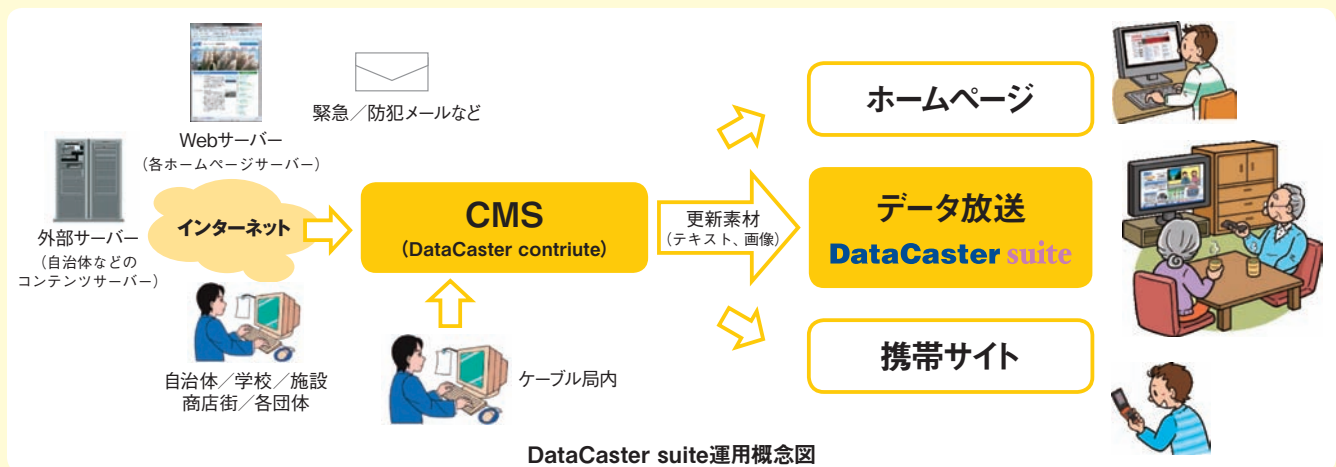 Webサーバー
（各ホームページサーバー）
緊急／防犯メールなど
外部サーバー
（自治体などの
コンテンツサーバー）
インターネット
自治体／学校／施設
商店街／各団体
CMS
（DataCaster contriute）
ケーブル局内
更新素材
（テキスト、画像）
ホームページ
データ放送
DataCaster suite
携帯サイト
DataCaster suite運用概念図